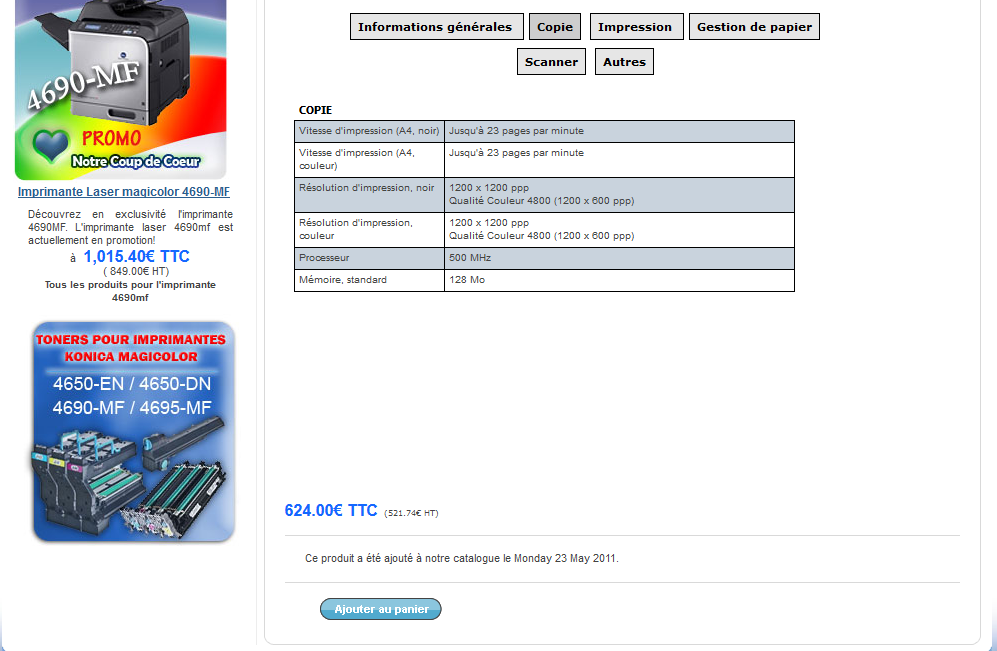 4690-MF
PROMO
Notre Coup de Coeur
Imprimante Laser magicolor 4690-MF
Découvrez en exclusivité l'imprimante
4690MF. L'imprimante laser 4690mf est
actuellement en promotion!
à 1,015.40€ TTC
( 849.00€ HT)
Tous les produits pour l'imprimante
4690mf
TONERS POUR IMPRIMANTES
KONICA MAGICOLOR
4650-EN / 4650-DN
4690-MF / 4695-MF
Informations générales Copie Impression Gestion de papier
Scanner Autres
COPIE
Vitesse d'impression (A4, noir) Jusqu'à 23 pages par minute
Vitesse d'impression (A4, Jusqu'à 23 pages par minute
couleur)
Résolution d'impression, noir 1200 x 1200 ppp
Qualité Couleur 4800 (1200 x 600 ppp)
Résolution d'impression, 1200 x 1200 ppp
couleur Qualité Couleur 4800 (1200 x 600 ppp)
Processeur 500 MHz
Mémoire, standard 128 Mo
624.00€ TTC (521.74€ HT)
Ce produit a été ajouté à notre catalogue le Monday 23 May 2011.
Ajouter au panier